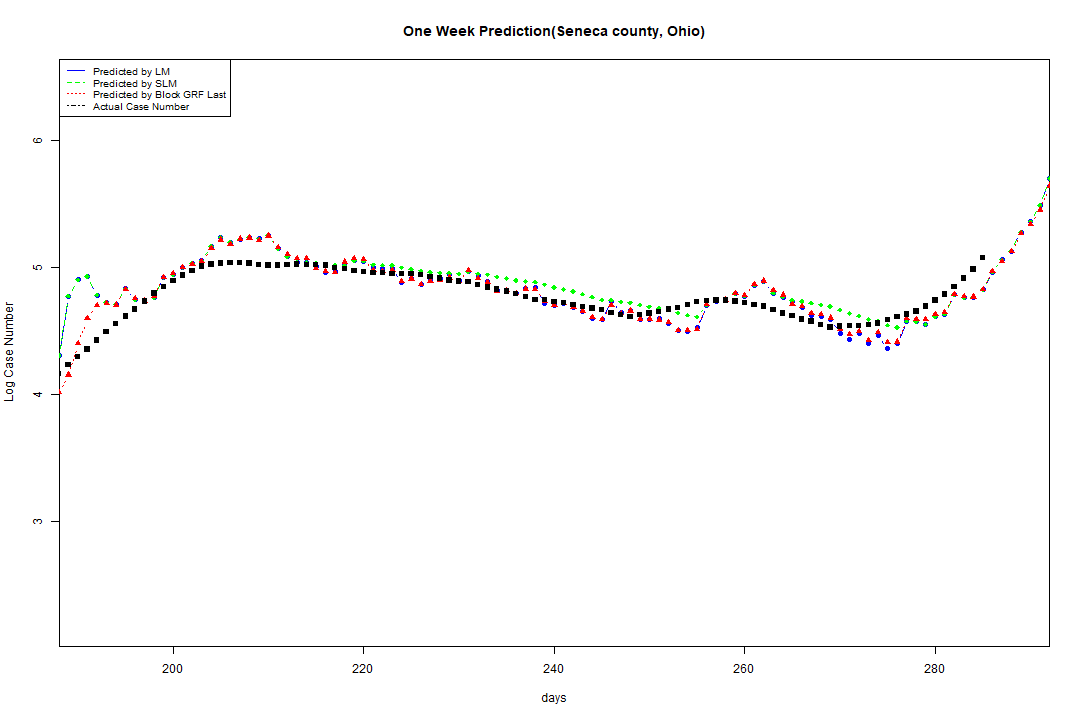 One Week Prediction(Seneca county, Ohio)
Predicted by LM
Predicted by SLM
Predicted by Block GRF Last
Actual Case Number
6
5
4
3
Log Case Number
200 220 240 260 280
days